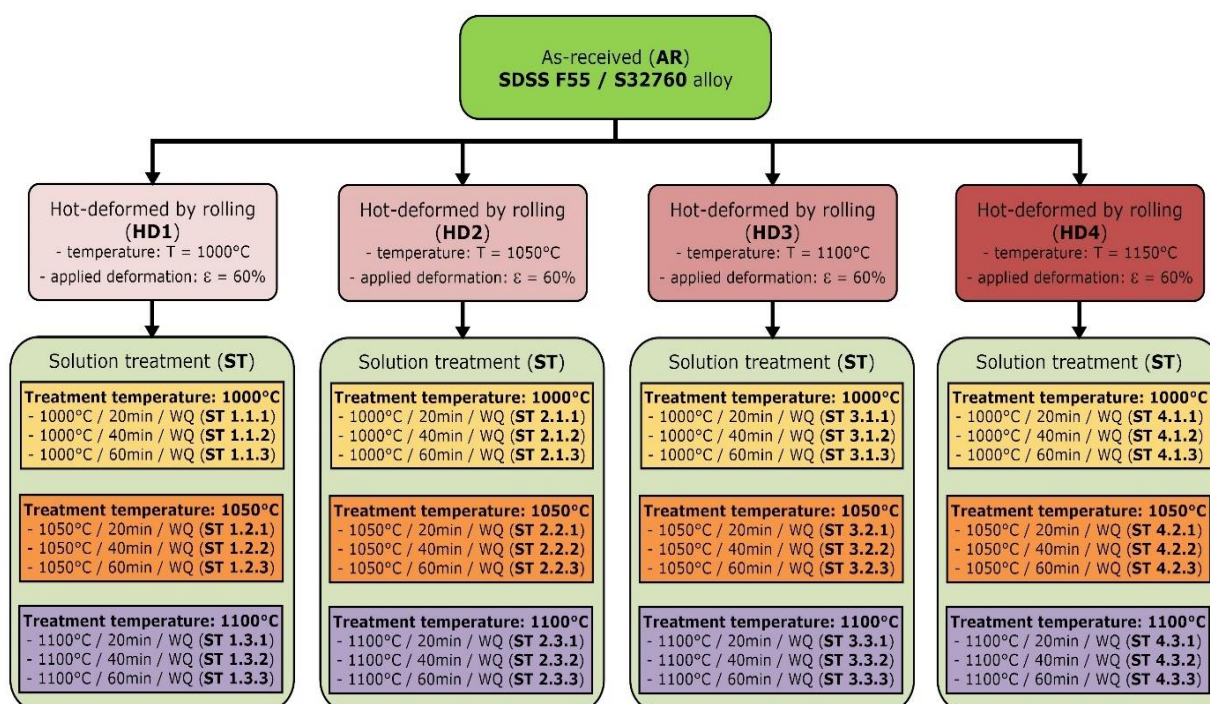 As-received (AR)
SDSS F55 / S32760 alloy
Hot-deformed by rolling
(HD1)
- temperature: T = 1000°C
- applied deformation: ε = 60%
Hot-deformed by rolling
(HD2)
- temperature: T = 1050°C
- applied deformation: ε = 60%
Hot-deformed by rolling
(HD3)
- temperature: T = 1100°C
- applied deformation: ε = 60%
Hot-deformed by rolling
(HD4)
- temperature: T = 1150°C
- applied deformation: ε = 60%
Solution treatment (ST)
Treatment temperature: 1000°C
- 1000°C / 20min / WQ (ST 1.1.1)
- 1000°C / 40min / WQ (ST 1.1.2)
- 1000°C / 60min / WQ (ST 1.1.3)
Treatment temperature: 1050°C
- 1050°C / 20min / WQ (ST 1.2.1)
- 1050°C / 40min / WQ (ST 1.2.2)
- 1050°C / 60min / WQ (ST 1.2.3)
Treatment temperature: 1100°C
- 1100°C / 20min / WQ (ST 1.3.1)
- 1100°C / 40min / WQ (ST 1.3.2)
- 1100°C / 60min / WQ (ST 1.3.3)
Solution treatment (ST)
Treatment temperature: 1000°C
- 1000°C / 20min / WQ (ST 2.1.1)
- 1000°C / 40min / WQ (ST 2.1.2)
- 1000°C / 60min / WQ (ST 2.1.3)
Treatment temperature: 1050°C
- 1050°C / 20min / WQ (ST 2.2.1)
- 1050°C / 40min / WQ (ST 2.2.2)
- 1050°C / 60min / WQ (ST 2.2.3)
Treatment temperature: 1100°C
- 1100°C / 20min / WQ (ST 2.3.1)
- 1100°C / 40min / WQ (ST 2.3.2)
- 1100°C / 60min / WQ (ST 2.3.3)
Solution treatment (ST)
Treatment temperature: 1000°C
- 1000°C / 20min / WQ (ST 3.1.1)
- 1000°C / 40min / WQ (ST 3.1.2)
- 1000°C / 60min / WQ (ST 3.1.3)
Treatment temperature: 1050°C
- 1050°C / 20min / WQ (ST 3.2.1)
- 1050°C / 40min / WQ (ST 3.2.2)
- 1050°C / 60min / WQ (ST 3.2.3)
Treatment temperature: 1100°C
- 1100°C / 20min / WQ (ST 3.3.1)
- 1100°C / 40min / WQ (ST 3.3.2)
- 1100°C / 60min / WQ (ST 3.3.3)
Solution treatment (ST)
Treatment temperature: 1000°C
- 1000°C / 20min / WQ (ST 4.1.1)
- 1000°C / 40min / WQ (ST 4.1.2)
- 1000°C / 60min / WQ (ST 4.1.3)
Treatment temperature: 1050°C
- 1050°C / 20min / WQ (ST 4.2.1)
- 1050°C / 40min / WQ (ST 4.2.2)
- 1050°C / 60min / WQ (ST 4.2.3)
Treatment temperature: 1100°C
- 1100°C / 20min / WQ (ST 4.3.1)
- 1100°C / 40min / WQ (ST 4.3.2)
- 1100°C / 60min / WQ (ST 4.3.3)